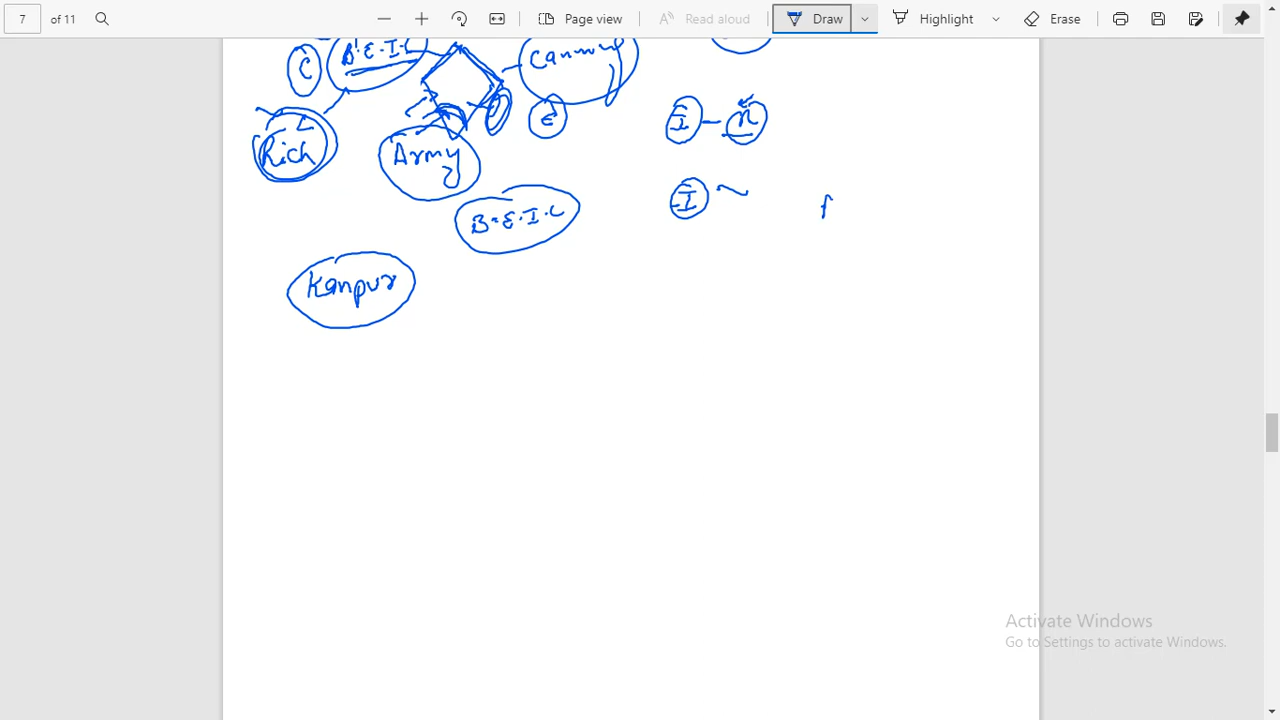 7 of 11 Page view Read aloud Draw Highlight Erase
B.E.I.C
C
Rich
Army
E
I - n
I
B.E.I.C
Kanpur
Activate Windows
Go to Settings to activate Windows.